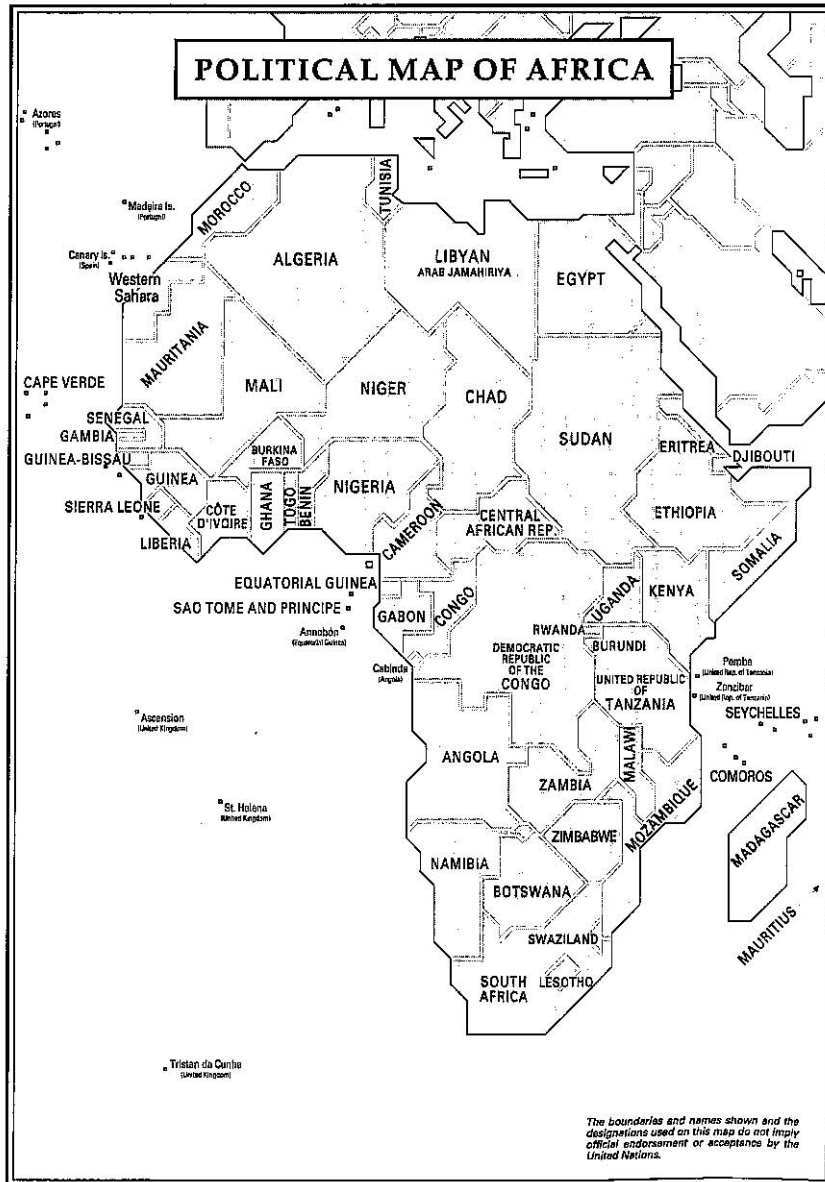 POLITICAL MAP OF AFRICA
Azores
(Portugal)
Madeira Is.
(Portugal)
Canary Is.
(Spain)
Western
Sahara
MOROCCO
TUNISIA
ALGERIA
LIBYAN
ARAB JAMAHIRIYA
EGYPT
MAURITANIA
MALI
NIGER
CHAD
SUDAN
ERITREA
DJIBOUTI
CAPE VERDE
SENEGAL
GAMBIA
GUINEA-BISSAU
GUINEA
SIERRA LEONE
LIBERIA
CÔTE
D'IVOIRE
BURKINA
FASO
GHANA
TOGO
BENIN
NIGERIA
CAMEROON
CENTRAL
AFRICAN REP.
ETHIOPIA
SOMALIA
EQUATORIAL GUINEA
SAO TOME AND PRINCIPE
Annobón
(Equatorial Guinea)
GABON
CONGO
UGANDA
KENYA
RWANDA
BURUNDI
DEMOCRATIC
REPUBLIC
OF THE
CONGO
UNITED REPUBLIC
OF
TANZANIA
Cabinda
(Angola)
Pemba
(United Rep. of Tanzania)
Zanzibar
(United Rep. of Tanzania)
SEYCHELLES
Ascension
(United Kingdom)
ANGOLA
ZAMBIA
MALAWI
COMOROS
St. Helena
(United Kingdom)
MOZAMBIQUE
ZIMBABWE
MADAGASCAR
NAMIBIA
BOTSWANA
MAURITIUS
SWAZILAND
SOUTH
AFRICA
LESOTHO
Tristan da Cunha
(United Kingdom)
The boundaries and names shown and the
designations used on this map do not imply
official endorsement or acceptance by the
United Nations.